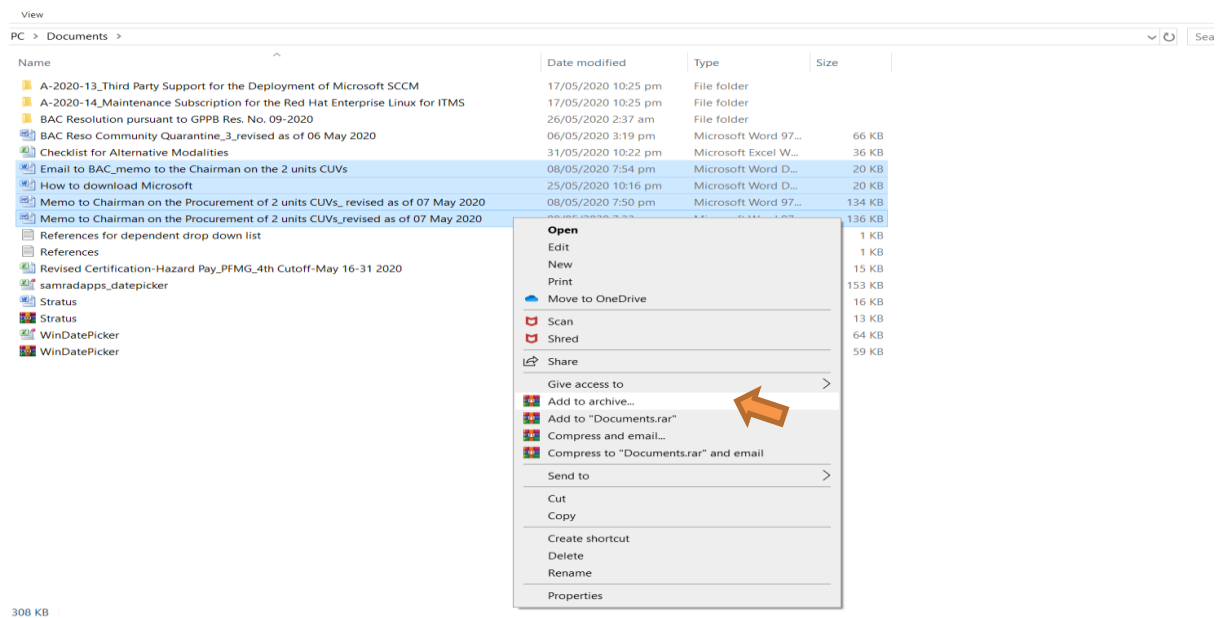 View
PC > Documents >
Sea
Name Date modified Type Size
A-2020-13_Third Party Support for the Deployment of Microsoft SCCM 17/05/2020 10:25 pm File folder
A-2020-14_Maintenance Subscription for the Red Hat Enterprise Linux for ITMS 17/05/2020 10:25 pm File folder
BAC Resolution pursuant to GPPB Res. No. 09-2020 26/05/2020 2:37 am File folder
BAC Reso Community Quarantine_3_revised as of 06 May 2020 06/05/2020 3:19 pm Microsoft Word 97... 66 KB
Checklist for Alternative Modalities 31/05/2020 10:22 pm Microsoft Excel W... 36 KB
Email to BAC_memo to the Chairman on the 2 units CUVs 08/05/2020 7:54 pm Microsoft Word D... 20 KB
How to download Microsoft 25/05/2020 10:16 pm Microsoft Word D... 20 KB
Memo to Chairman on the Procurement of 2 units CUVs_ revised as of 07 May 2020 08/05/2020 7:50 pm Microsoft Word 97... 134 KB
Memo to Chairman on the Procurement of 2 units CUVs_revised as of 07 May 2020 136 KB
References for dependent drop down list 1 KB
References 1 KB
Revised Certification-Hazard Pay_PFMG_4th Cutoff-May 16-31 2020 15 KB
samradapps_datepicker 153 KB
Stratus 16 KB
Stratus 13 KB
WinDatePicker 64 KB
WinDatePicker 59 KB
Open
Edit
New
Print
Move to OneDrive
Scan
Shred
Share
Give access to
Add to archive...
Add to "Documents.rar"
Compress and email...
Compress to "Documents.rar" and email
Send to
Cut
Copy
Create shortcut
Delete
Rename
Properties
308 KB